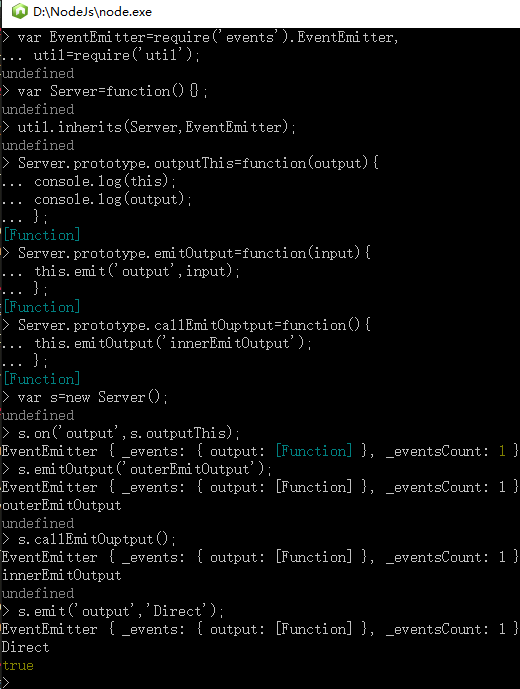 D:\NodeJs\node.exe
> var EventEmitter=require('events').EventEmitter,
... util=require('util');
undefined
> var Server=function(){};
undefined
> util.inherits(Server,EventEmitter);
undefined
> Server.prototype.outputThis=function(output){
... console.log(this);
... console.log(output);
... };
[Function]
> Server.prototype.emitOutput=function(input){
... this.emit('output',input);
... };
[Function]
> Server.prototype.callEmitOuptput=function(){
... this.emitOutput('innerEmitOutput');
... };
[Function]
> var s=new Server();
undefined
> s.on('output',s.outputThis);
EventEmitter { _events: { output: [Function] }, _eventsCount: 1 }
> s.emitOutput('outerEmitOutput');
EventEmitter { _events: { output: [Function] }, _eventsCount: 1 }
outerEmitOutput
undefined
> s.callEmitOuptput();
EventEmitter { _events: { output: [Function] }, _eventsCount: 1 }
innerEmitOutput
undefined
> s.emit('output','Direct');
EventEmitter { _events: { output: [Function] }, _eventsCount: 1 }
Direct
true
>